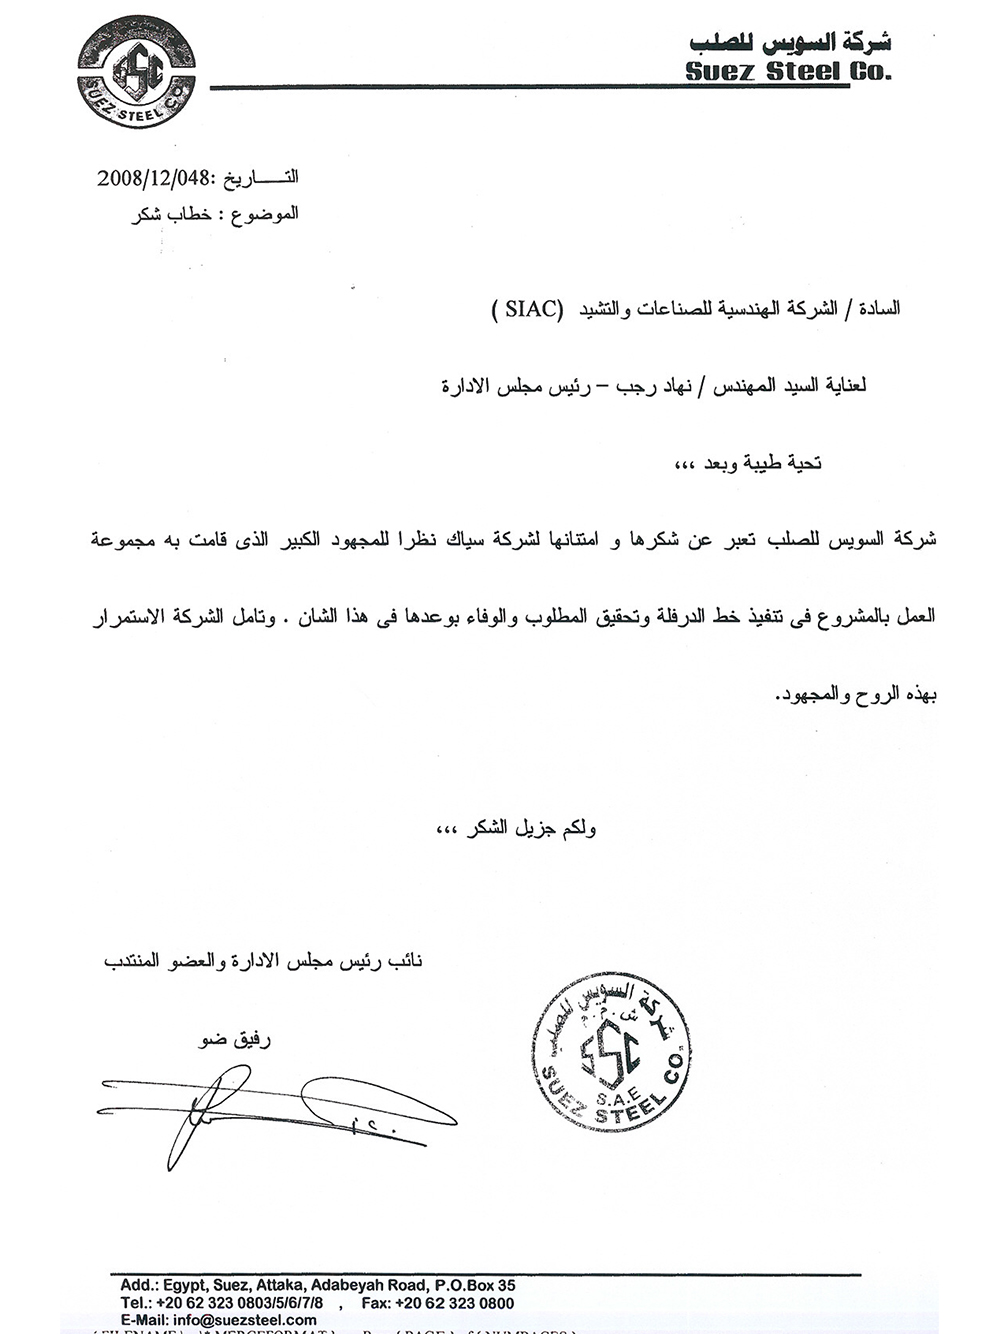 شركة السويس للصلب
Suez Steel Co.
SSC
SUEZ STEEL CO.
التـــــاريخ :2008/12/048
الموضوع : خطاب شكر
السادة / الشركة الهندسية للصناعات والتشيد (SIAC )
لعناية السيد المهندس / نهاد رجب – رئيس مجلس الادارة
تحية طيبة وبعد ،،،
شركة السويس للصلب تعبر عن شكرها و امتنانها لشركة سياك نظرا للمجهود الكبير الذى قامت به مجموعة
العمل بالمشروع فى تتفيذ خط الدرفلة وتحقيق المطلوب والوفاء بوعدها فى هذا الشان . وتامل الشركة الاستمرار
بهذه الروح والمجهود.
ولكم جزيل الشكر ،،،
نائب رئيس مجلس الادارة والعضو المنتدب
رفيق ضو
شركة السويس للصلب
ش.م.م
SSC
S.A.E
SUEZ STEEL CO.
Add.: Egypt, Suez, Attaka, Adabeyah Road, P.O.Box 35
Tel.: +20 62 323 0803/5/6/7/8 , Fax: +20 62 323 0800
E-Mail: info@suezsteel.com